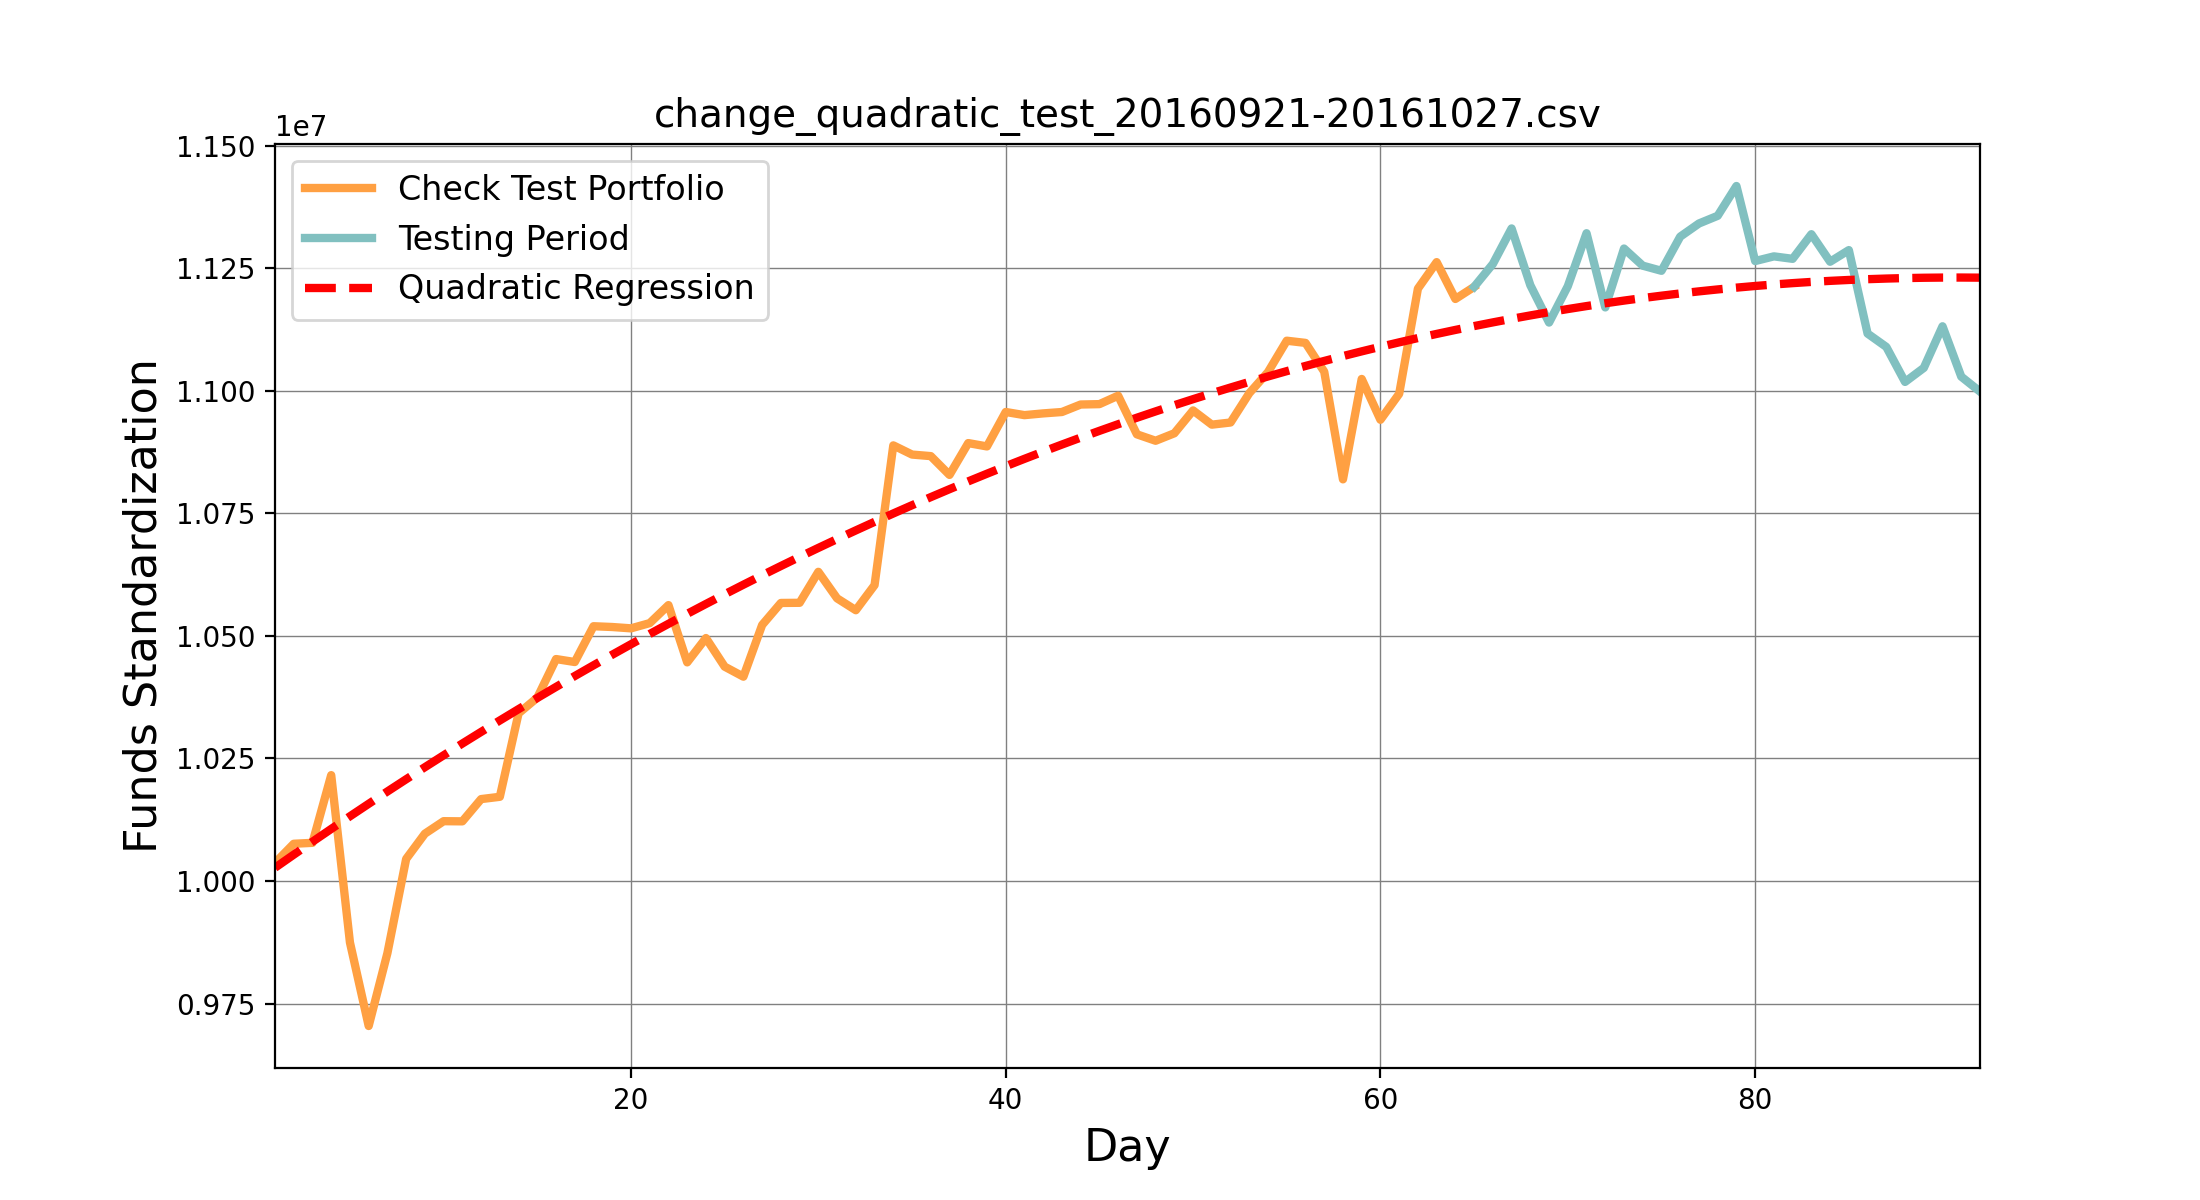 change_quadratic_test_20160921-20161027.csv
1e7
1.150
1.125
1.100
1.075
1.050
1.025
1.000
0.975
Funds Standardization
Check Test Portfolio
Testing Period
Quadratic Regression
20 40 60 80
Day